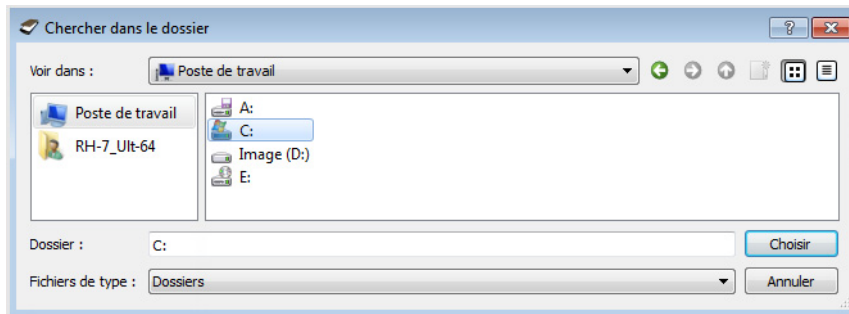 Chercher dans le dossier
Voir dans :
Poste de travail
Poste de travail
RH-7_Ult-64
A:
C:
Image (D:)
E:
Dossier :
C:
Choisir
Fichiers de type :
Dossiers
Annuler